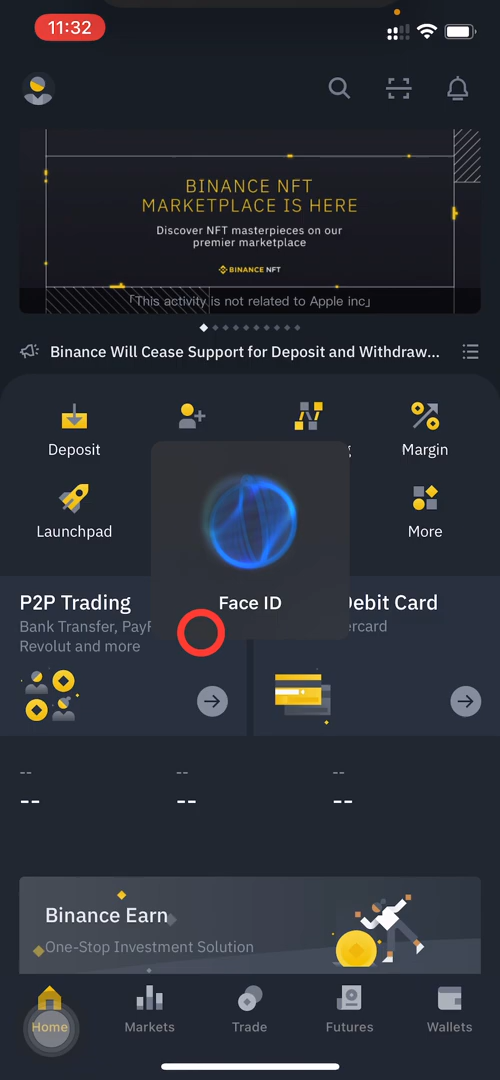 11:32
BINANCE NFT
MARKETPLACE IS HERE
Discover NFT masterpieces on our
premier marketplace
BINANCE NFT
「This activity is not related to Apple inc」
Binance Will Cease Support for Deposit and Withdraw...
Deposit
Margin
Launchpad
More
Face ID
P2P Trading
Bank Transfer,
Revolut and more
Debit Card
-- -- --
-- -- --
Binance Earn
One-Stop Investment Solution
Home Markets Trade Futures Wallets